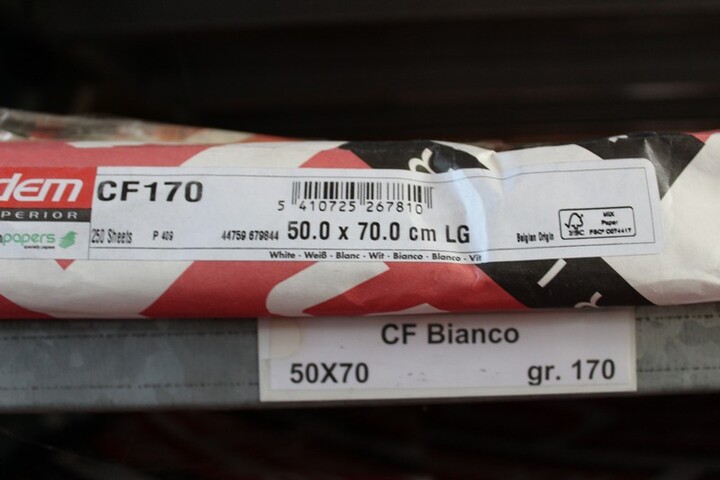 dem
PERIOR
papers
CF170
5 410725 267810
250 Sheets P 409 44759 679844 50.0 x 70.0 cm LG Belgian Origin
MIX
Paper
FSC
White - Weiß - Blanc - Wit - Bianco - Blanco - Vit
CF Bianco
50X70 gr. 170